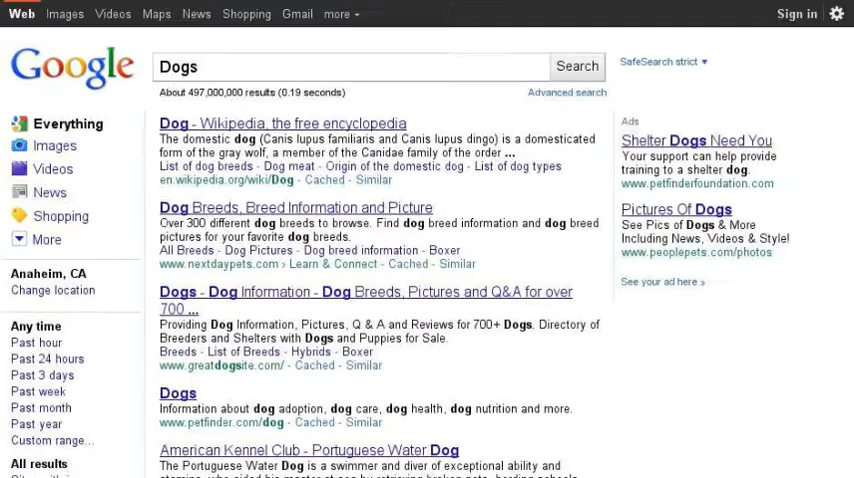 Web Images Videos Maps News Shopping Gmail more
Sign in
Google
Dogs
Search
SafeSearch strict
About 497,000,000 results (0.19 seconds)
Advanced search
Everything
Images
Videos
News
Shopping
More
Anaheim, CA
Change location
Any time
Past hour
Past 24 hours
Past 3 days
Past week
Past month
Past year
Custom range...
All results
Dog - Wikipedia, the free encyclopedia
The domestic dog (Canis lupus familiaris and Canis lupus dingo) is a domesticated
form of the gray wolf, a member of the Canidae family of the order ...
List of dog breeds - Dog meat - Origin of the domestic dog - List of dog types
en.wikipedia.org/wiki/Dog - Cached - Similar
Dog Breeds, Breed Information and Picture
Over 300 different dog breeds to browse. Find dog breed information and dog breed
pictures for your favorite dog breeds.
All Breeds - Dog Pictures - Dog breed information - Boxer
www.nextdaypets.com › Learn & Connect - Cached - Similar
Dogs - Dog Information - Dog Breeds, Pictures and Q&A for over
700 ...
Providing Dog Information, Pictures, Q & A and Reviews for 700+ Dogs. Directory of
Breeders and Shelters with Dogs and Puppies for Sale.
Breeds - List of Breeds - Hybrids - Boxer
www.greatdogsite.com/ - Cached - Similar
Dogs
Information about dog adoption, dog care, dog health, dog nutrition and more.
www.petfinder.com/dog - Cached - Similar
American Kennel Club - Portuguese Water Dog
The Portuguese Water Dog is a swimmer and diver of exceptional ability and
Ads
Shelter Dogs Need You
Your support can help provide
training to a shelter dog.
www.petfinderfoundation.com
Pictures Of Dogs
See Pics of Dogs & More
Including News, Videos & Style!
www.peoplepets.com/photos
See your ad here »